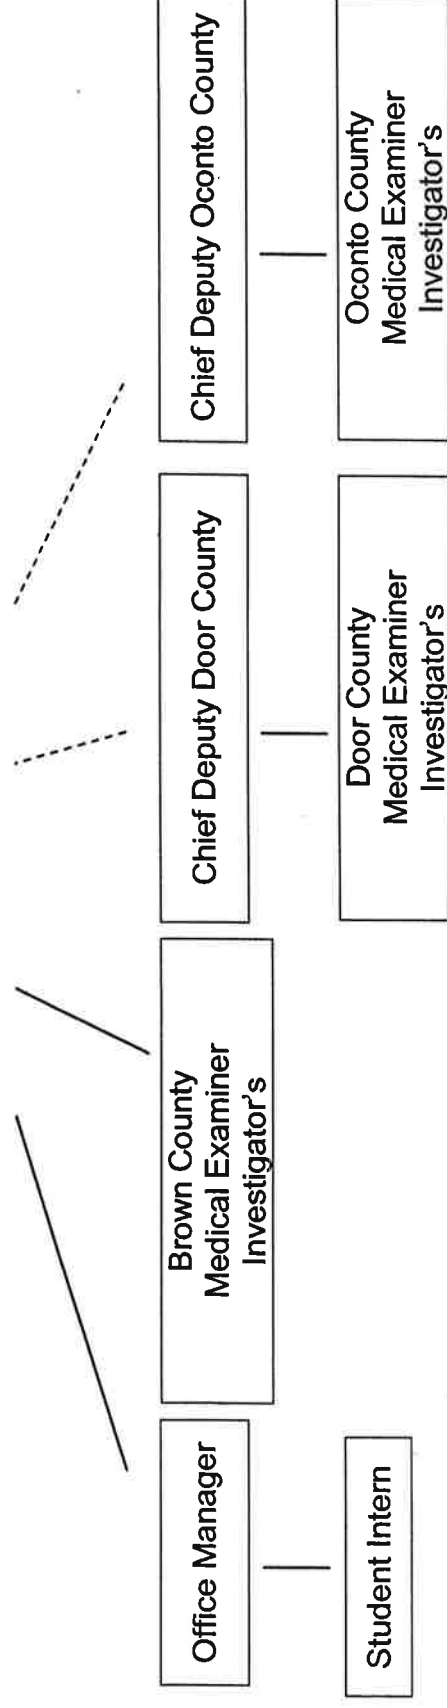 Office Manager
Brown County
Medical Examiner
Investigator's
Chief Deputy Door County
Chief Deputy Oconto County
Student Intern
Door County
Medical Examiner
Investigator's
Oconto County
Medical Examiner
Investigator's